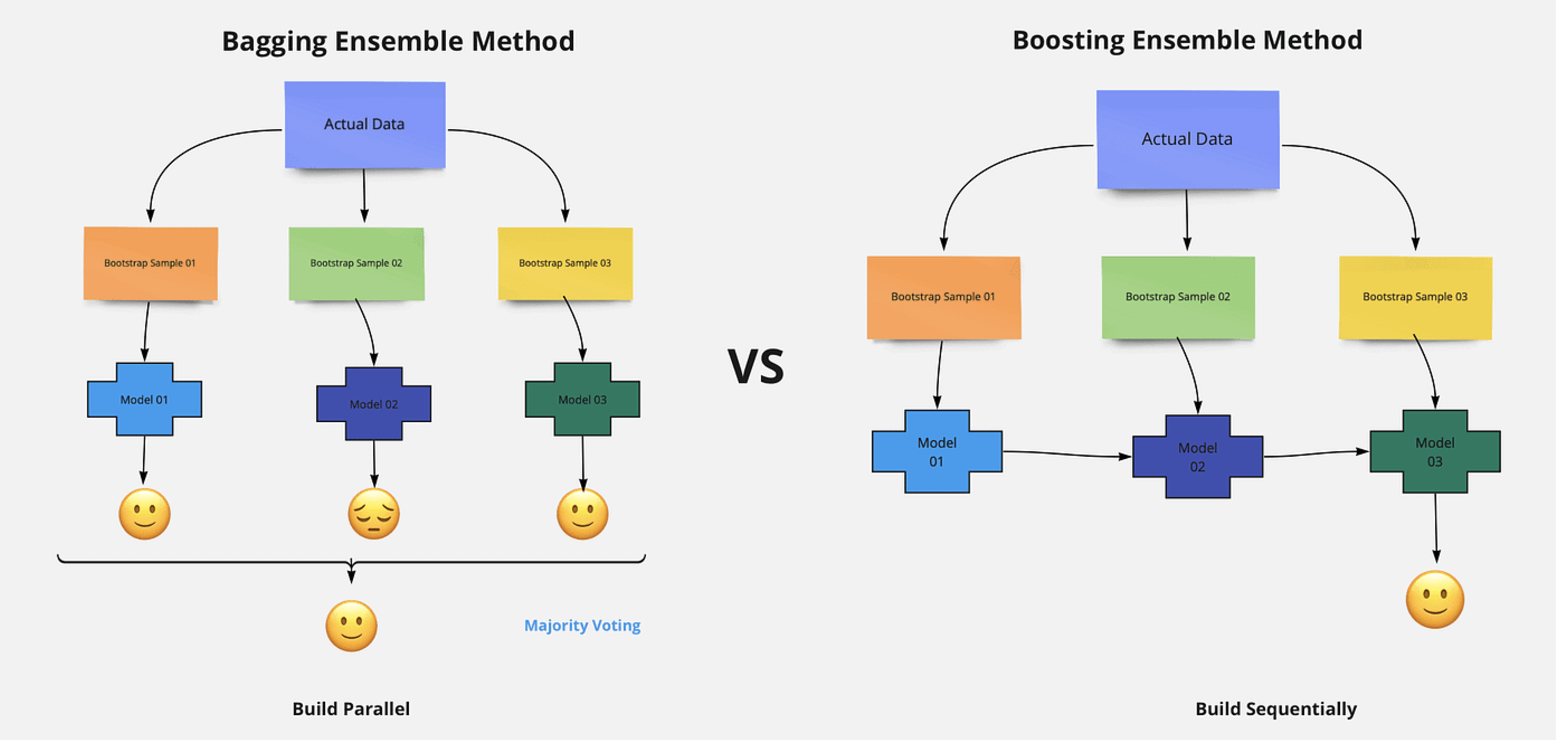 Bagging Ensemble Method
Actual Data
Bootstrap Sample 01
Bootstrap Sample 02
Bootstrap Sample 03
Model 01
Model 02
Model 03
Majority Voting
Build Parallel
VS
Boosting Ensemble Method
Actual Data
Bootstrap Sample 01
Bootstrap Sample 02
Bootstrap Sample 03
Model
01
Model
02
Model
03
Build Sequentially